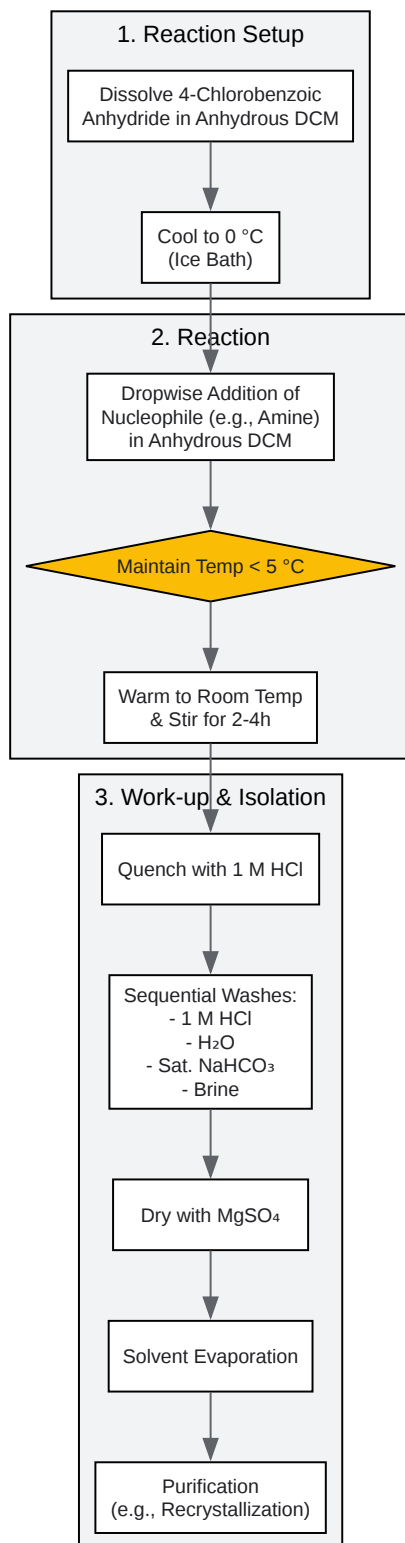 1. Reaction Setup
Dissolve 4-Chlorobenzoic
Anhydride in Anhydrous DCM
Cool to 0 °C
(Ice Bath)
2. Reaction
Dropwise Addition of
Nucleophile (e.g., Amine)
in Anhydrous DCM
Maintain Temp < 5 °C
Warm to Room Temp
& Stir for 2-4h
3. Work-up & Isolation
Quench with 1 M HCl
Sequential Washes:
- 1 M HCl
- H₂O
- Sat. NaHCO₃
- Brine
Dry with MgSO₄
Solvent Evaporation
Purification
(e.g., Recrystallization)